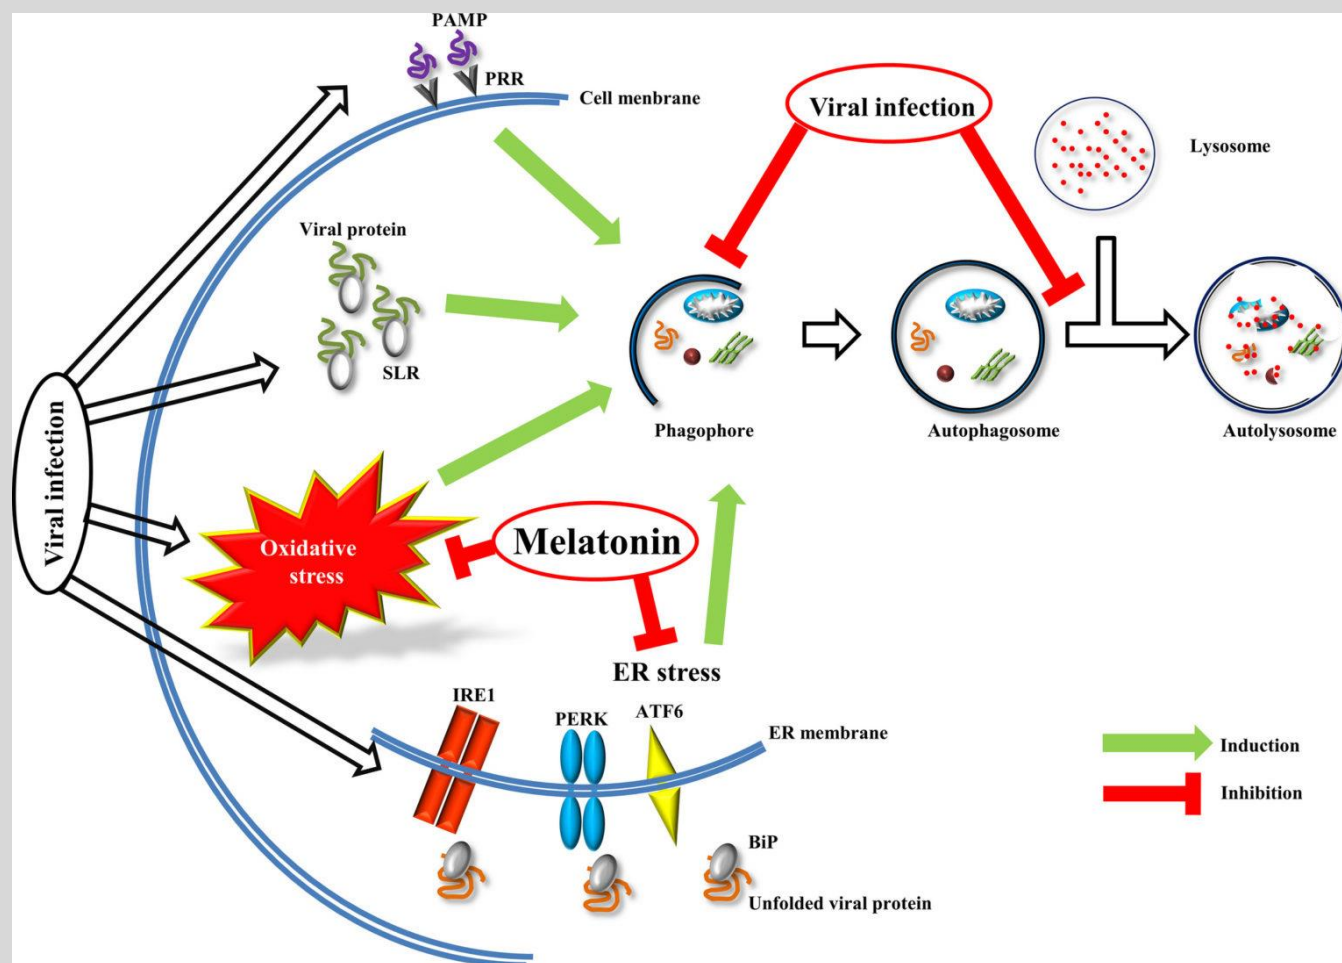 PAMP
PRR
Cell menbrane
Viral infection
Lysosome
Viral protein
SLR
Phagophore
Autophagosome
Autolysosome
Viral infection
Oxidative
stress
Melatonin
ER stress
IRE1
PERK
ATF6
ER membrane
Induction
Inhibition
BiP
Unfolded viral protein